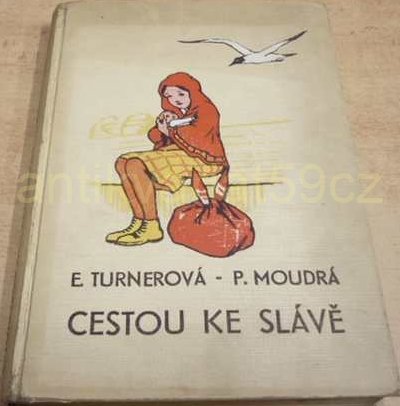 E. TURNEROVÁ - P. MOUDRÁ
CESTOU KE SLÁVĚ